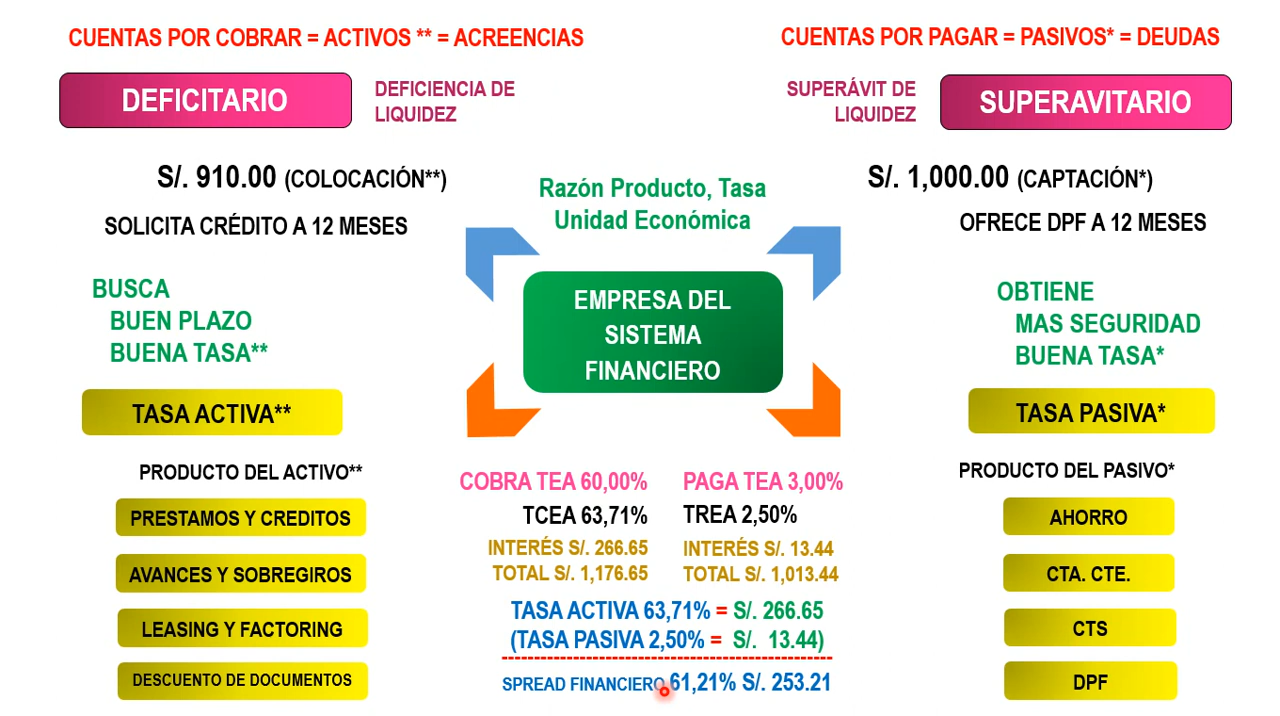 CUENTAS POR COBRAR = ACTIVOS ** = ACREENCIAS
CUENTAS POR PAGAR = PASIVOS* = DEUDAS
DEFICITARIO
DEFICIENCIA DE
LIQUIDEZ
SUPERÁVIT DE
LIQUIDEZ
SUPERAVITARIO
S/. 910.00 (COLOCACIÓN**)
SOLICITA CRÉDITO A 12 MESES
Razón Producto, Tasa
Unidad Económica
S/. 1,000.00 (CAPTACIÓN*)
OFRECE DPF A 12 MESES
BUSCA
BUEN PLAZO
BUENA TASA**
EMPRESA DEL
SISTEMA
FINANCIERO
OBTIENE
MAS SEGURIDAD
BUENA TASA*
TASA ACTIVA**
TASA PASIVA*
PRODUCTO DEL ACTIVO**
PRESTAMOS Y CREDITOS
AVANCES Y SOBREGIROS
LEASING Y FACTORING
DESCUENTO DE DOCUMENTOS
COBRA TEA 60,00%
TCEA 63,71%
INTERÉS S/. 266.65
TOTAL S/. 1,176.65
PAGA TEA 3,00%
TREA 2,50%
INTERÉS S/. 13.44
TOTAL S/. 1,013.44
TASA ACTIVA 63,71% = S/. 266.65
(TASA PASIVA 2,50% = S/. 13.44)
SPREAD FINANCIERO 61,21% S/. 253.21
PRODUCTO DEL PASIVO*
AHORRO
CTA. CTE.
CTS
DPF